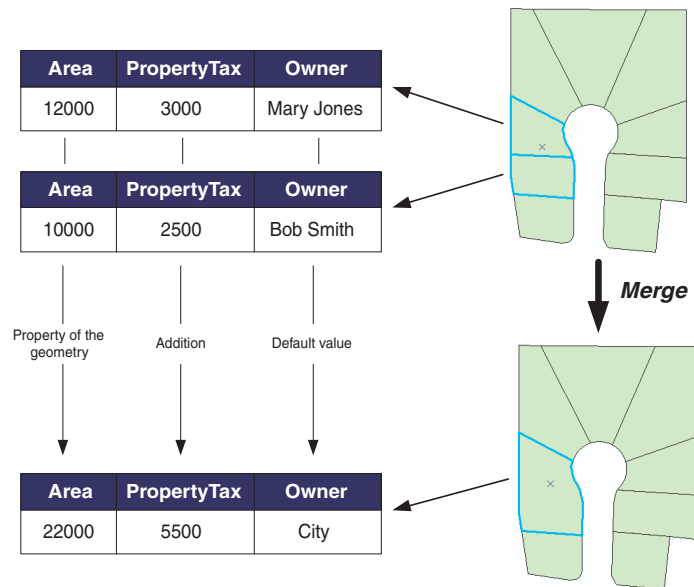 Area PropertyTax Owner
12000 3000 Mary Jones
Area PropertyTax Owner
10000 2500 Bob Smith
Merge
Property of the
geometry
Addition
Default value
Area PropertyTax Owner
22000 5500 City